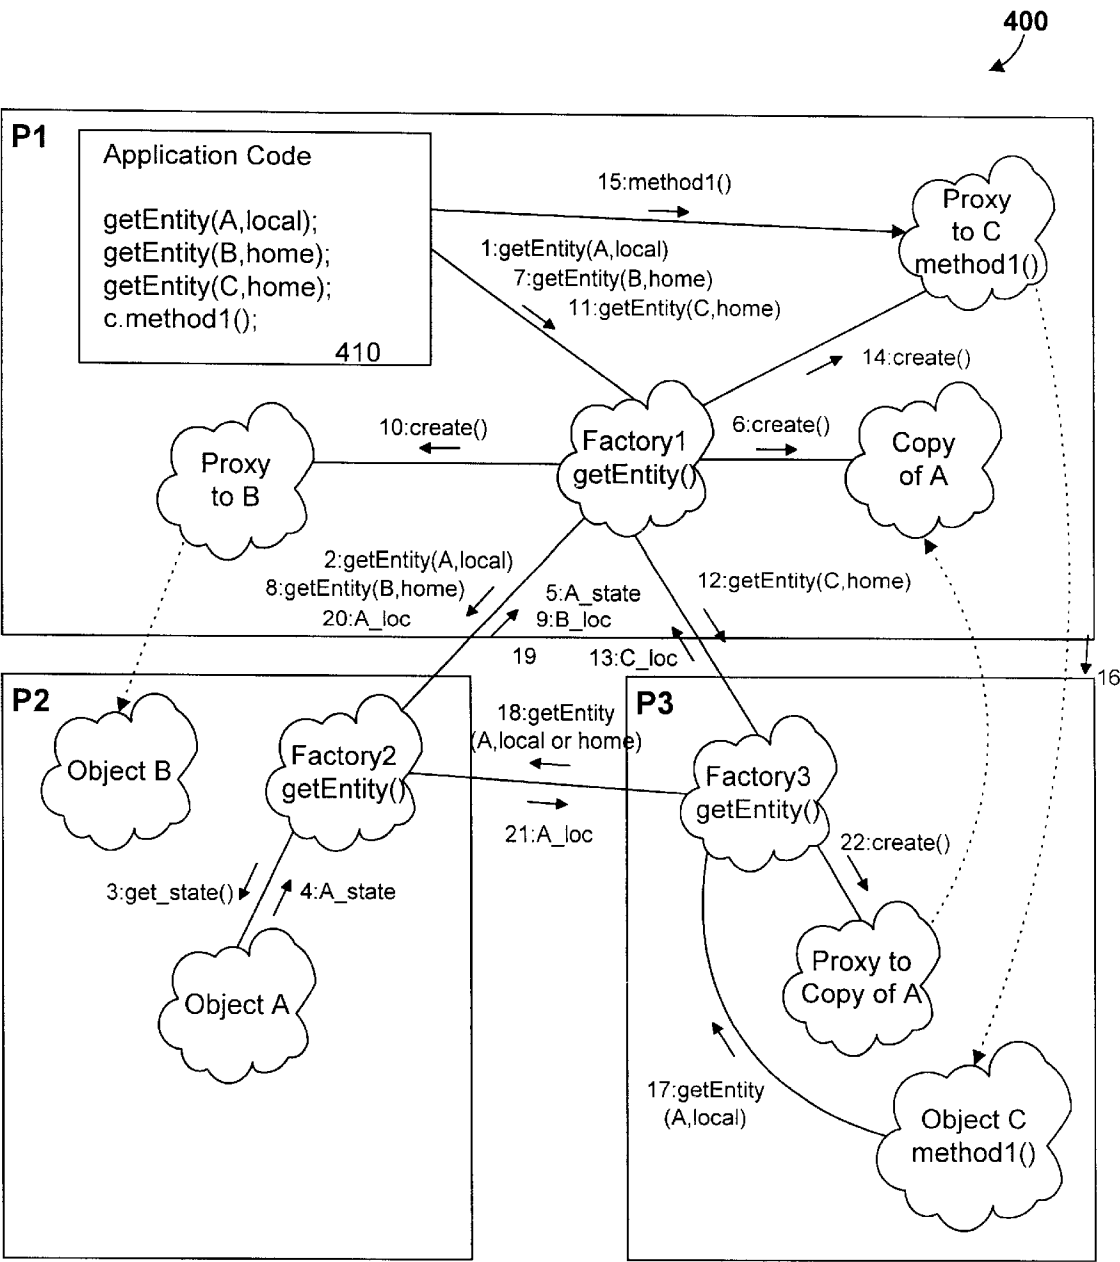 400
P1
Application Code
getEntity(A,local);
getEntity(B,home);
getEntity(C,home);
c.method1();
410
15:method1()
Proxy
to C
method1()
1:getEntity(A,local)
7:getEntity(B,home)
11:getEntity(C,home)
14:create()
10:create()
Proxy
to B
Factory1
getEntity()
6:create()
Copy
of A
2:getEntity(A,local)
8:getEntity(B,home)
20:A_loc
5:A_state
9:B_loc
12:getEntity(C,home)
19
13:C_loc
16
P2
Object B
Factory2
getEntity()
18:getEntity
(A,local or home)
21:A_loc
P3
Factory3
getEntity()
22:create()
3:get_state()
4:A_state
Object A
Proxy to
Copy of A
17:getEntity
(A,local)
Object C
method1()